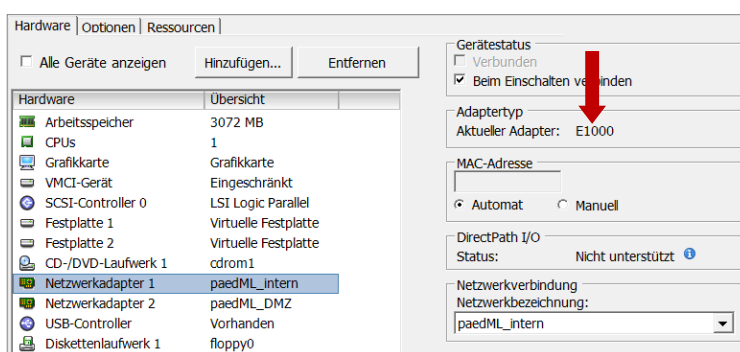 Hardware Optionen Ressourcen
Alle Geräte anzeigen Hinzufügen... Entfernen
Hardware Übersicht
Arbeitsspeicher 3072 MB
CPUs 1
Grafikkarte Grafikkarte
VMCI-Gerät Eingeschränkt
SCSI-Controller 0 LSI Logic Parallel
Festplatte 1 Virtuelle Festplatte
Festplatte 2 Virtuelle Festplatte
CD-/DVD-Laufwerk 1 cdrom1
Netzwerkadapter 1 paedML_intern
Netzwerkadapter 2 paedML_DMZ
USB-Controller Vorhanden
Diskettenlaufwerk 1 floppy0
Gerätestatus
Verbunden
Beim Einschalten verbinden
Adaptertyp
Aktueller Adapter: E1000
MAC-Adresse
Automat Manuell
DirectPath I/O
Status: Nicht unterstützt
Netzwerkverbindung
Netzwerkbezeichnung:
paedML_intern